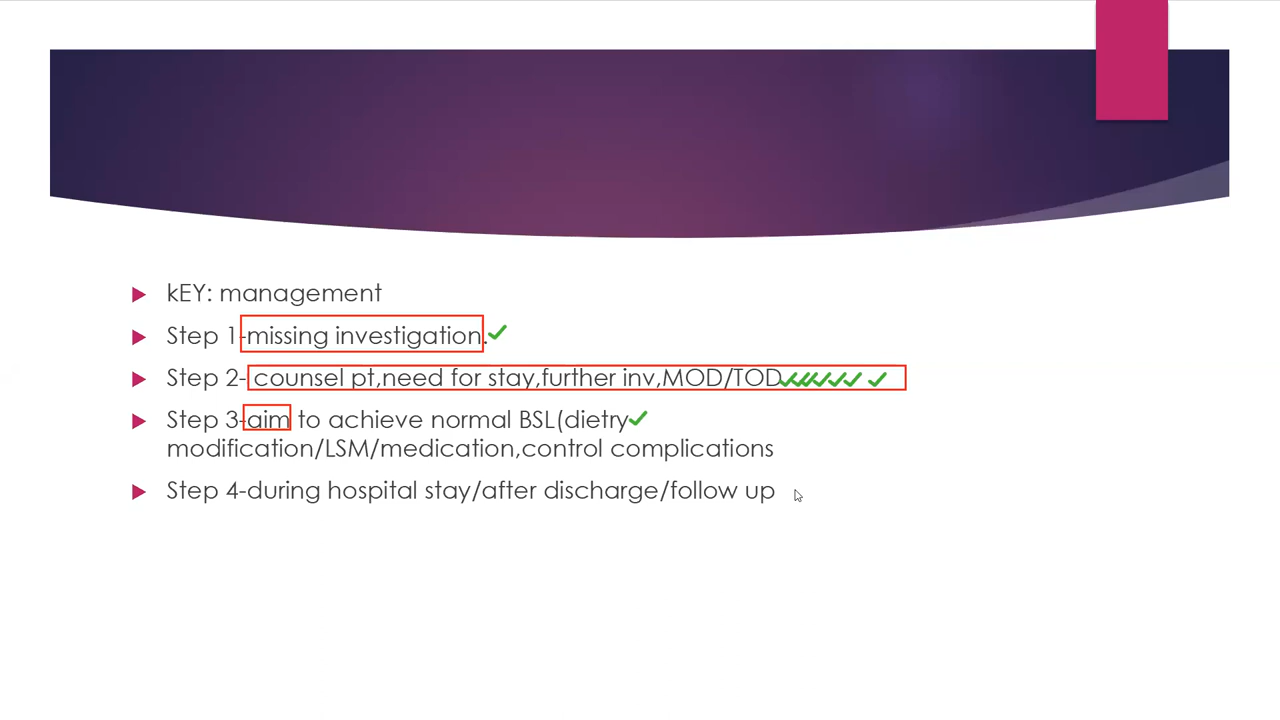 kEY: management
Step 1-missing investigation.
Step 2- counsel pt,need for stay,further inv,MOD/TOD
Step 3-aim to achieve normal BSL(dietry
modification/LSM/medication,control complications
Step 4-during hospital stay/after discharge/follow up